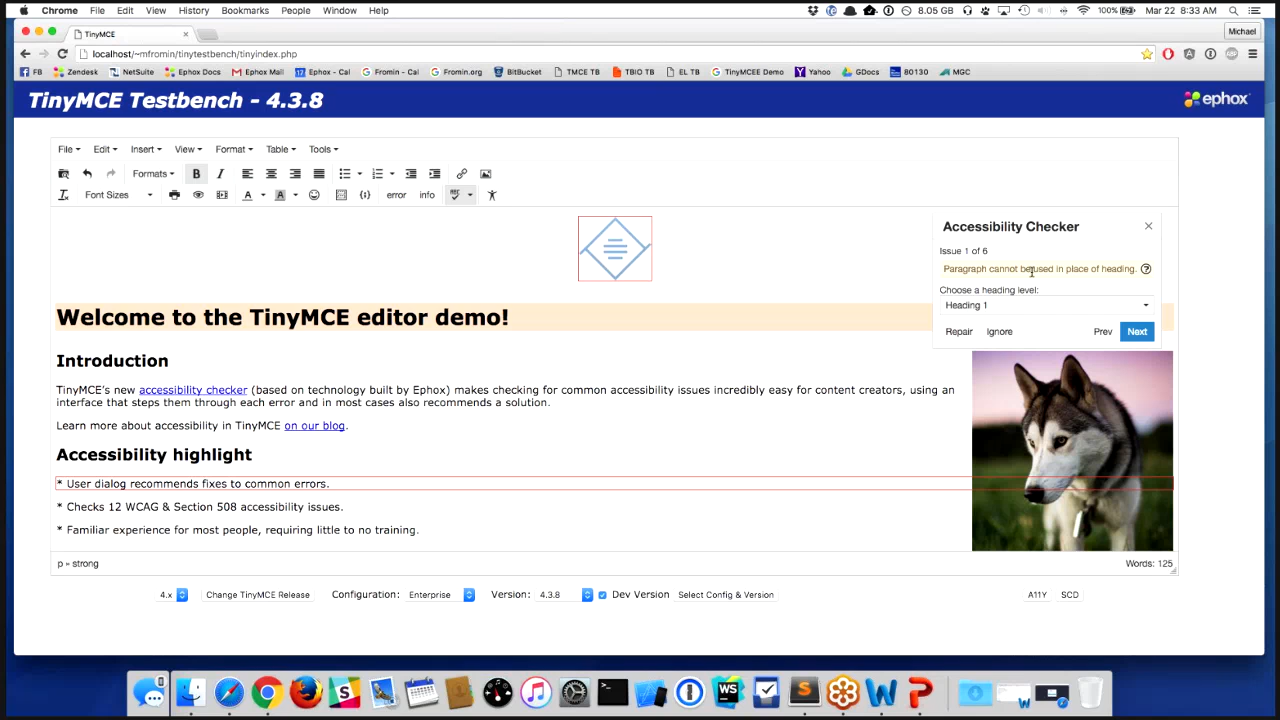 Chrome File Edit View History Bookmarks People Window Help 8.05 GB 100% Mar 22 8:33 AM
TinyMCE Michael
localhost/~mfromin/tinytestbench/tinyindex.php
FB Zendesk NetSuite Ephox Docs Ephox Mail Ephox - Cal Fromin - Cal Fromin.org BitBucket TMCE TB TBIO TB EL TB TinyMCEE Demo Yahoo GDocs 80130 MGC
TinyMCE Testbench - 4.3.8 ephox
File Edit Insert View Format Table Tools
Formats B I
Font Sizes A A error info
Accessibility Checker
Issue 1 of 6
Paragraph cannot be used in place of heading.
Choose a heading level:
Heading 1
Repair Ignore Prev Next
Welcome to the TinyMCE editor demo!
Introduction
TinyMCE's new accessibility checker (based on technology built by Ephox) makes checking for common accessibility issues incredibly easy for content creators, using an
interface that steps them through each error and in most cases also recommends a solution.
Learn more about accessibility in TinyMCE on our blog.
Accessibility highlight
* User dialog recommends fixes to common errors.
* Checks 12 WCAG & Section 508 accessibility issues.
* Familiar experience for most people, requiring little to no training.
p » strong Words: 125
4.x Change TinyMCE Release Configuration: Enterprise Version: 4.3.8 Dev Version Select Config & Version A11Y SCD